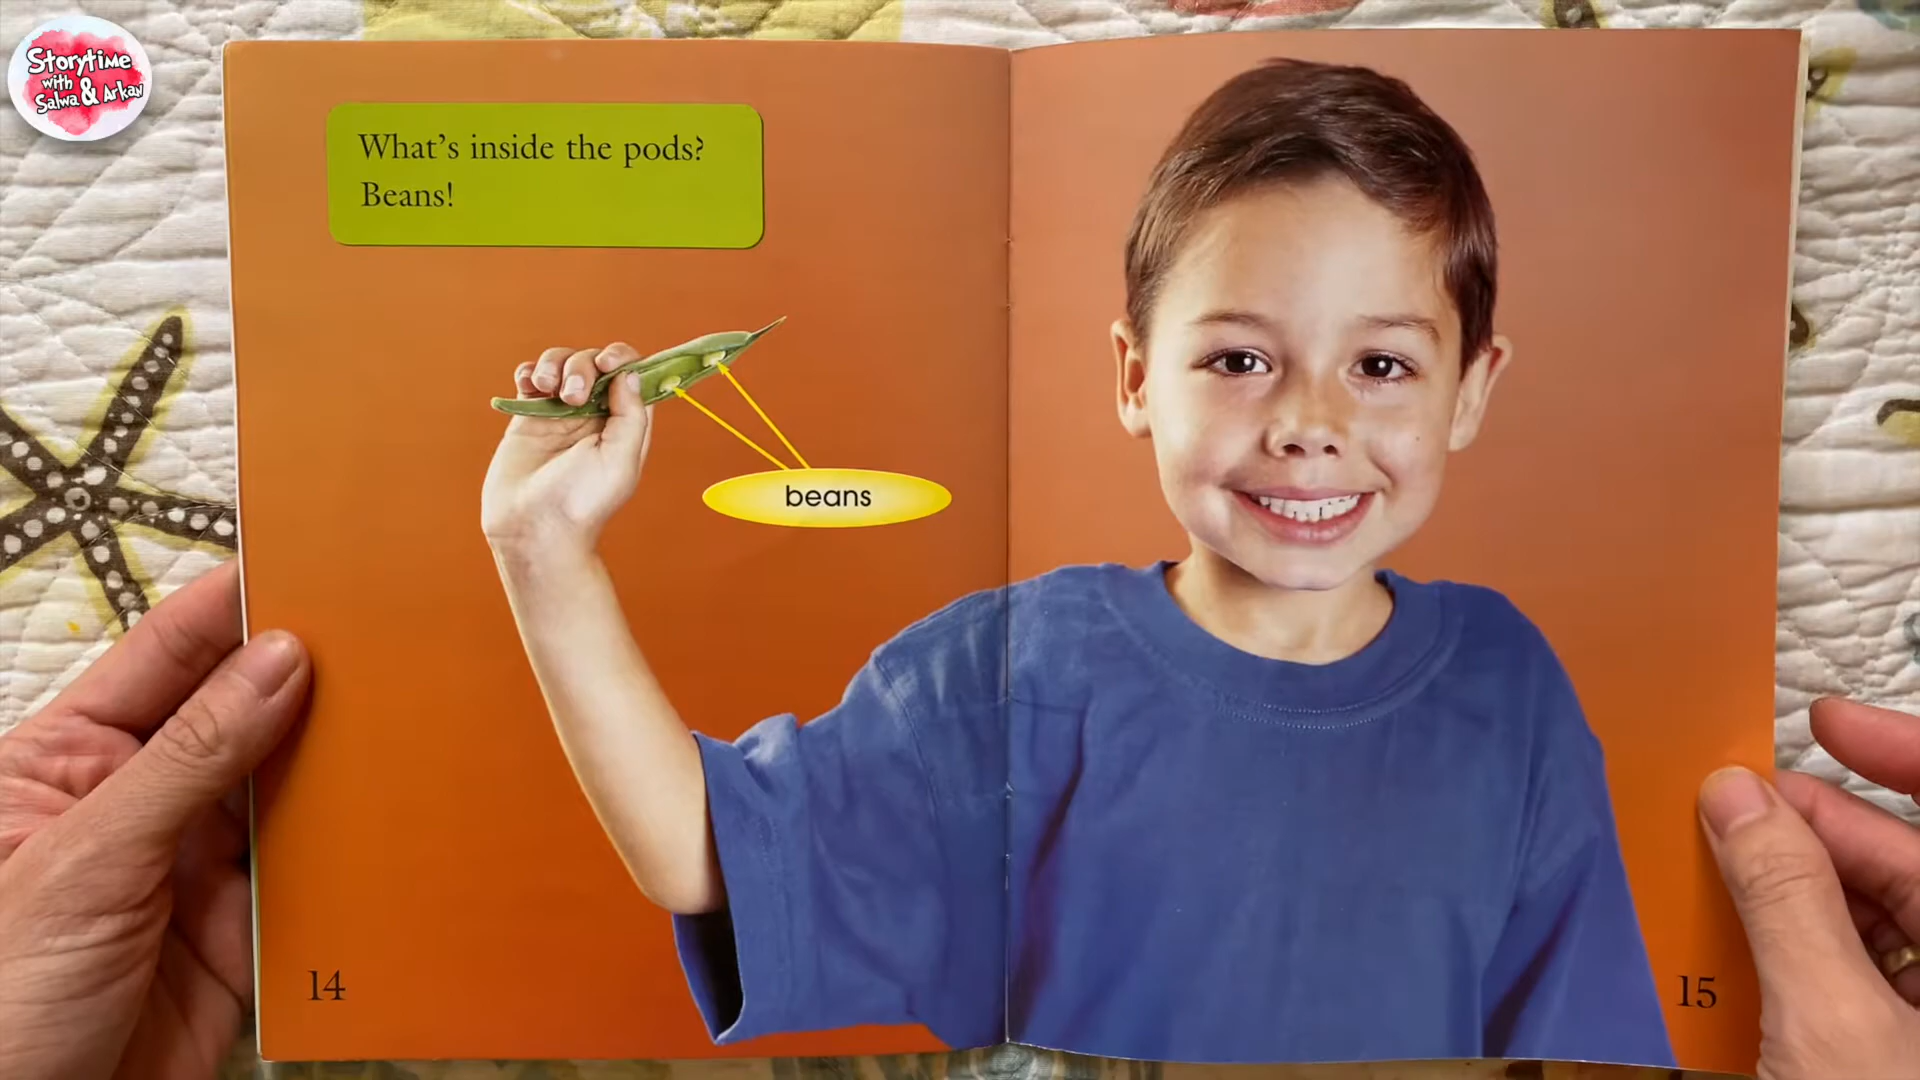 Storytime
with
Salwa & Arkan
What's inside the pods?
Beans!
beans
14
15